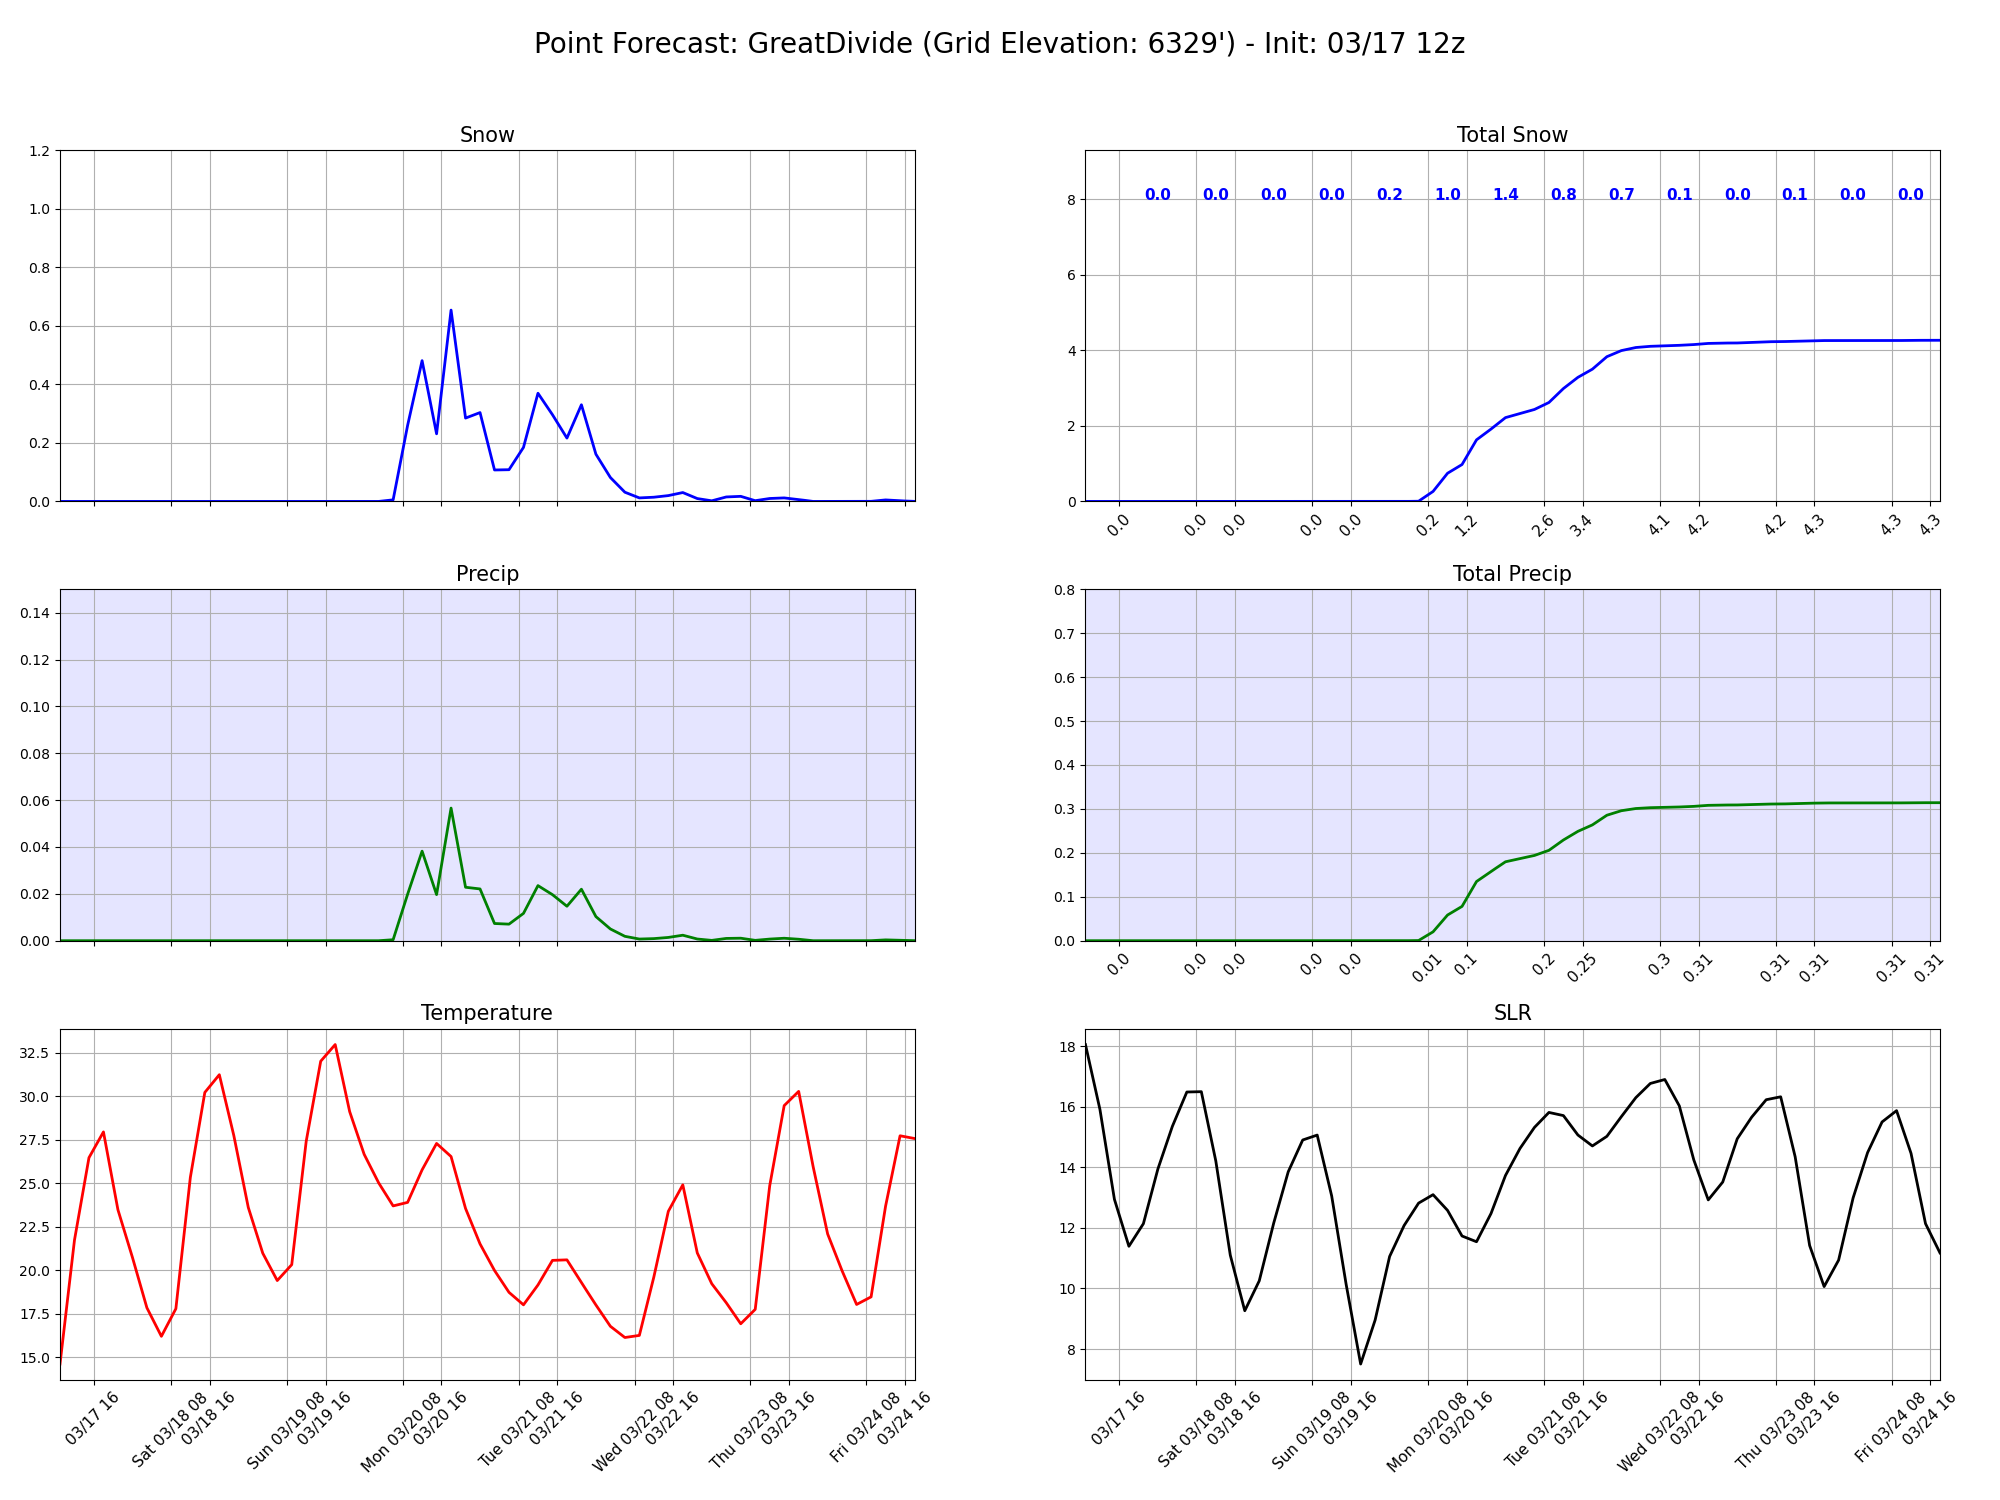 Point Forecast: GreatDivide (Grid Elevation: 6329') - Init: 03/17 12z
Snow
1.2
1.0
0.8
0.6
0.4
0.2
0.0
Total Snow
8
6
4
2
0
0.0 0.0 0.0 0.0 0.2 1.0 1.4 0.8 0.7 0.1 0.0 0.1 0.0 0.0
0.0 0.0 0.0 0.0 0.0 0.2 1.2 2.6 3.4 4.1 4.2 4.2 4.3 4.3 4.3
Precip
0.14
0.12
0.10
0.08
0.06
0.04
0.02
0.00
Total Precip
0.8
0.7
0.6
0.5
0.4
0.3
0.2
0.1
0.0
0.0 0.0 0.0 0.0 0.0 0.01 0.1 0.2 0.25 0.3 0.31 0.31 0.31 0.31 0.31
Temperature
32.5
30.0
27.5
25.0
22.5
20.0
17.5
15.0
03/17 16
Sat 03/18 08
03/18 16
Sun 03/19 08
03/19 16
Mon 03/20 08
03/20 16
Tue 03/21 08
03/21 16
Wed 03/22 08
03/22 16
Thu 03/23 08
03/23 16
Fri 03/24 08
03/24 16
SLR
18
16
14
12
10
8
03/17 16
Sat 03/18 08
03/18 16
Sun 03/19 08
03/19 16
Mon 03/20 08
03/20 16
Tue 03/21 08
03/21 16
Wed 03/22 08
03/22 16
Thu 03/23 08
03/23 16
Fri 03/24 08
03/24 16